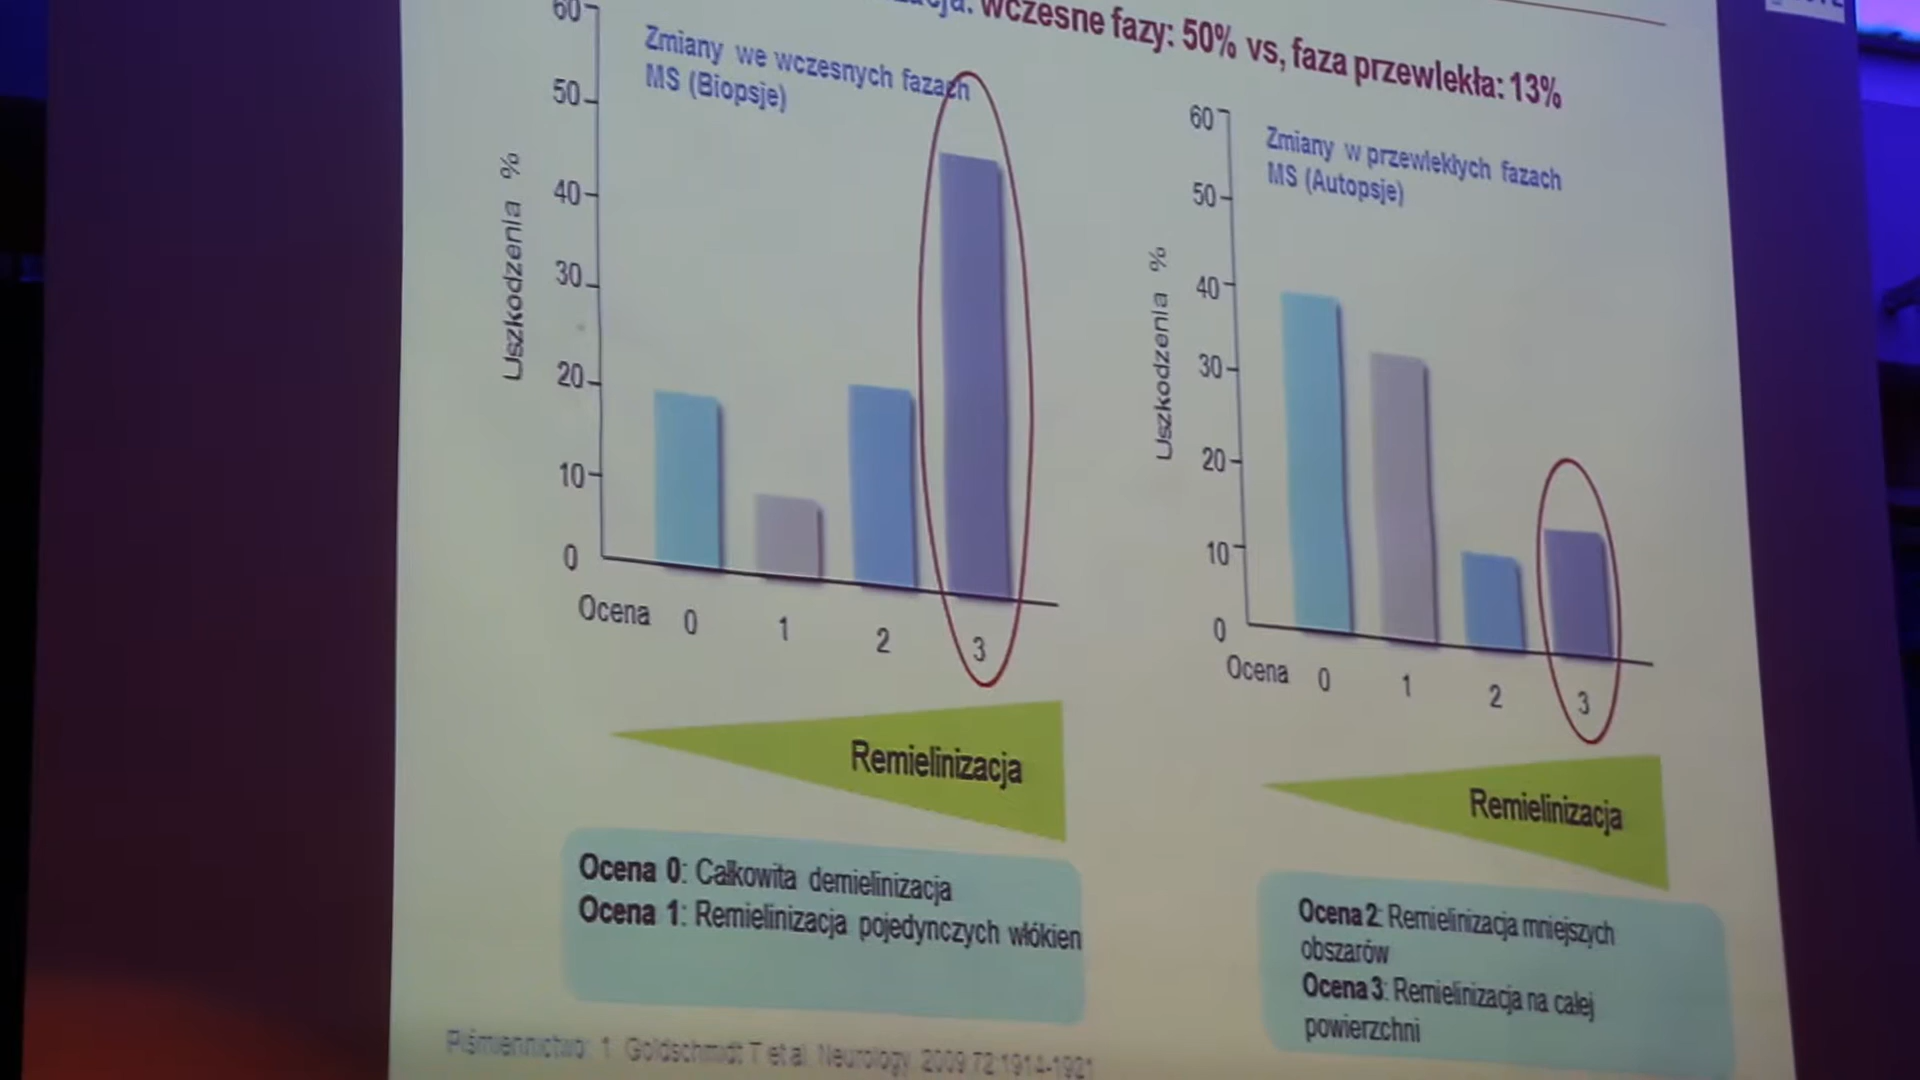 wczesne fazy: 50% vs, faza przewlekła: 13%
Zmiany we wczesnych fazach
MS (Biopsje)
Uszkodzenia %
60
50
40
30
20
10
0
Ocena 0 1 2 3
Remielinizacja
Ocena 0: Całkowita demielinizacja
Ocena 1: Remielinizacja pojedynczych włókien
Zmiany w przewlekłych fazach
MS (Autopsje)
Uszkodzenia %
60
50
40
30
20
10
0
Ocena 0 1 2 3
Remielinizacja
Ocena 2: Remielinizacja mniejszych
obszarów
Ocena 3: Remielinizacja na całej
powierzchni
Piśmiennictwo: 1. Goldschmidt T et al. Neurology. 2009;72:1914-1921